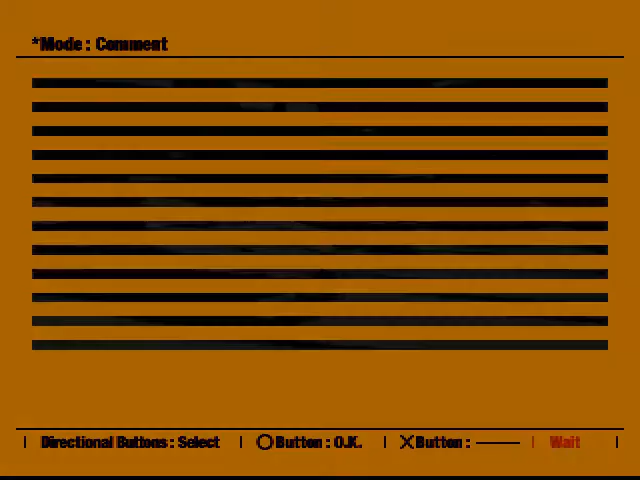 *Mode : Comment
Directional Buttons : Select | ○Button : O.K. | ×Button : —— | Wait